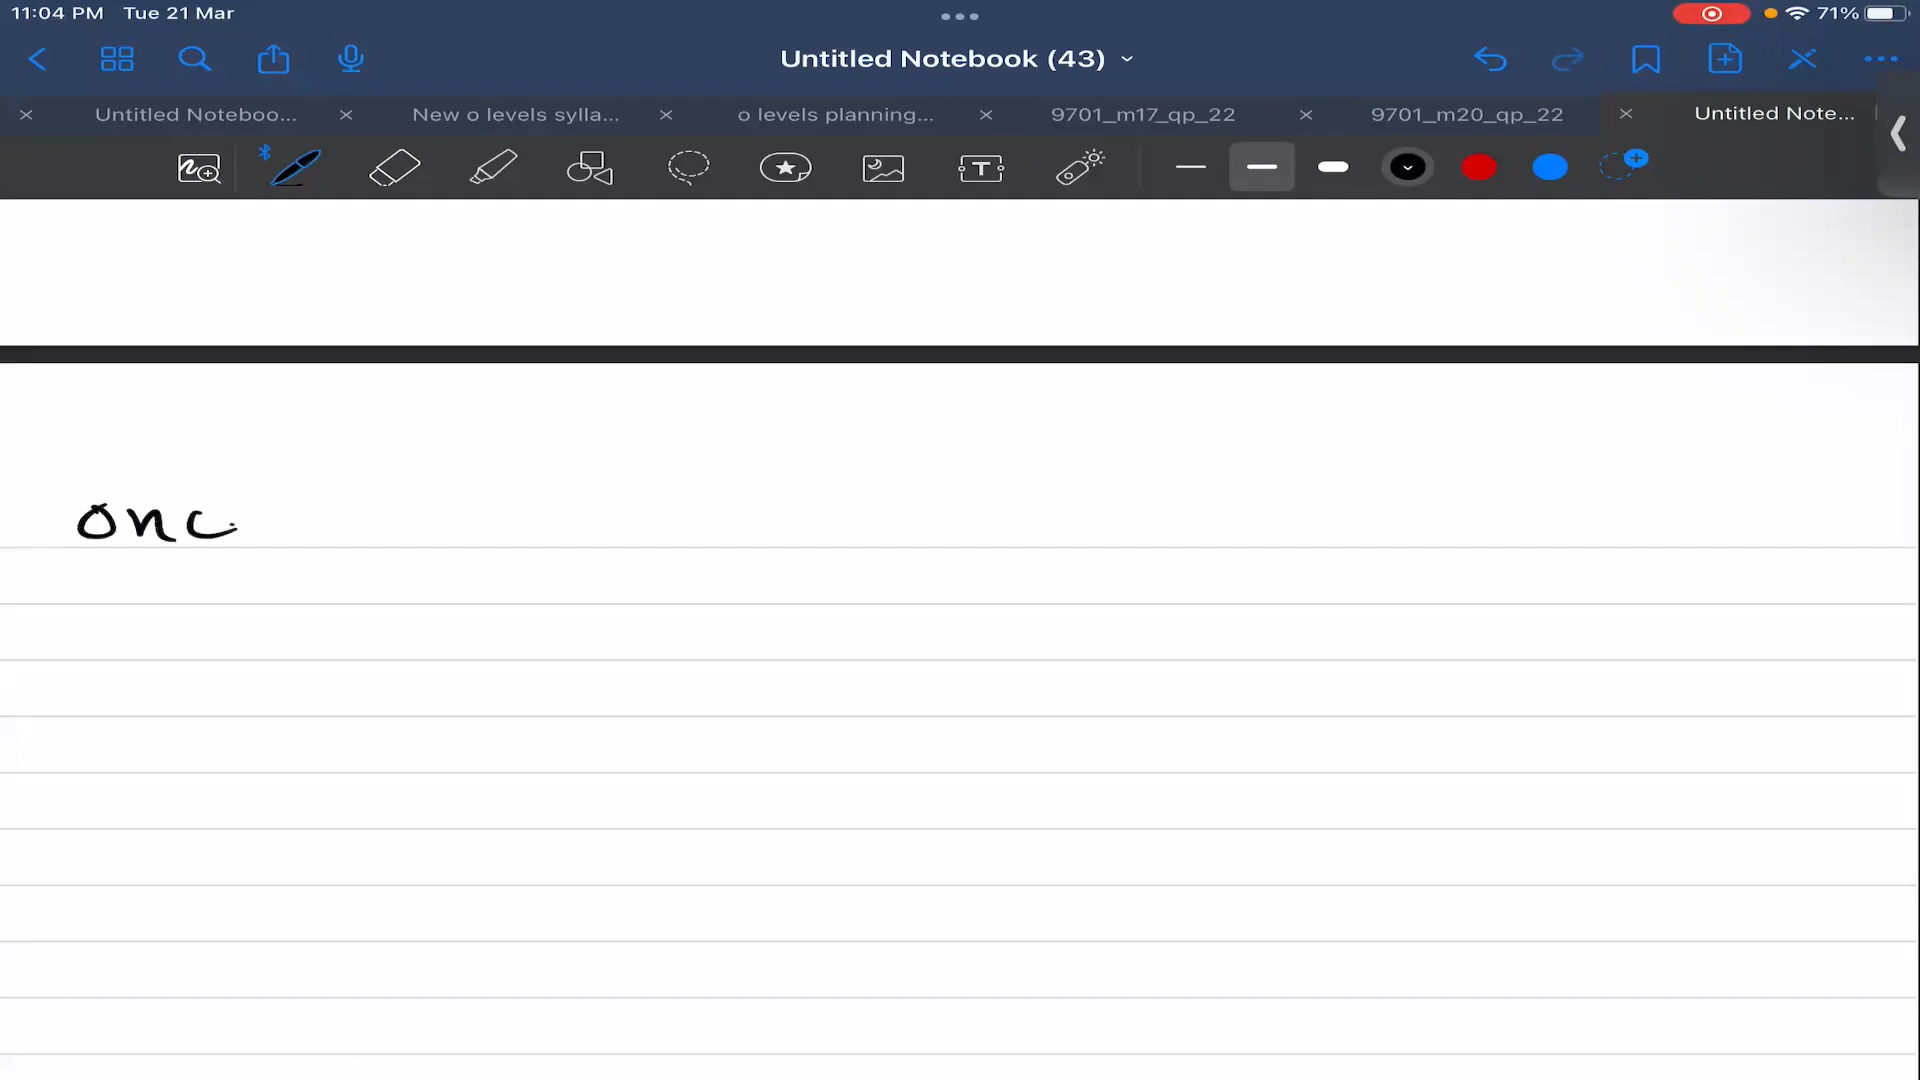 11:04 PM Tue 21 Mar
71%
Untitled Notebook (43)
Untitled Noteboo...
New o levels sylla...
o levels planning...
9701_m17_qp_22
9701_m20_qp_22
Untitled Note...
T
onc